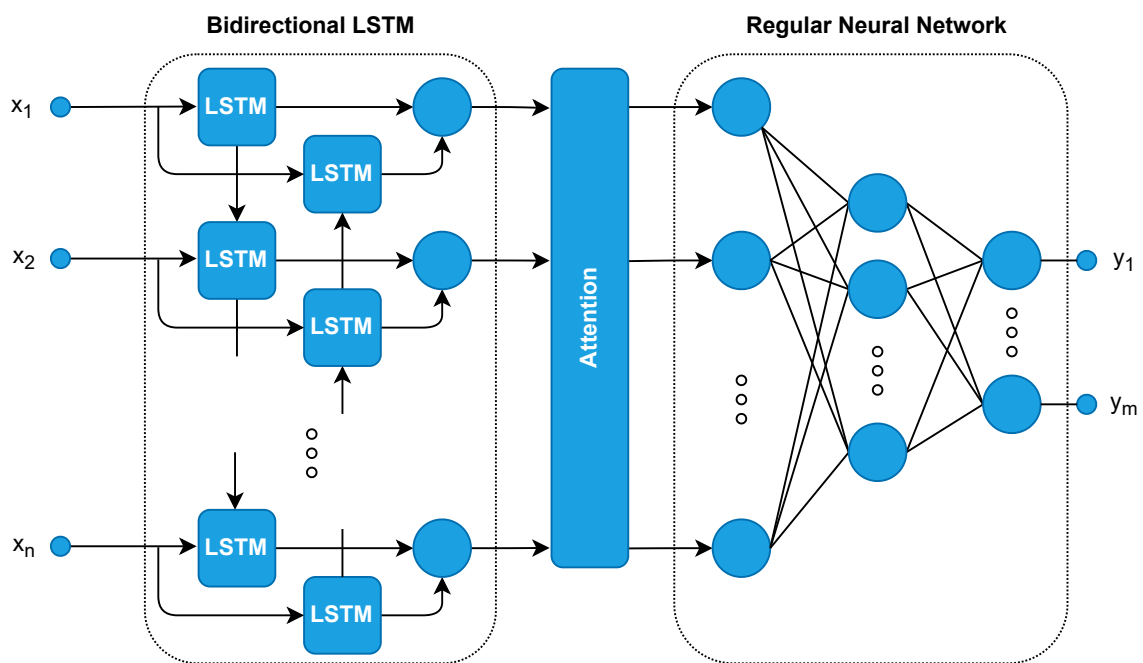 Bidirectional LSTM
Regular Neural Network
x1
LSTM
LSTM
x2
LSTM
LSTM
Attention
y1
ym
xn
LSTM
LSTM